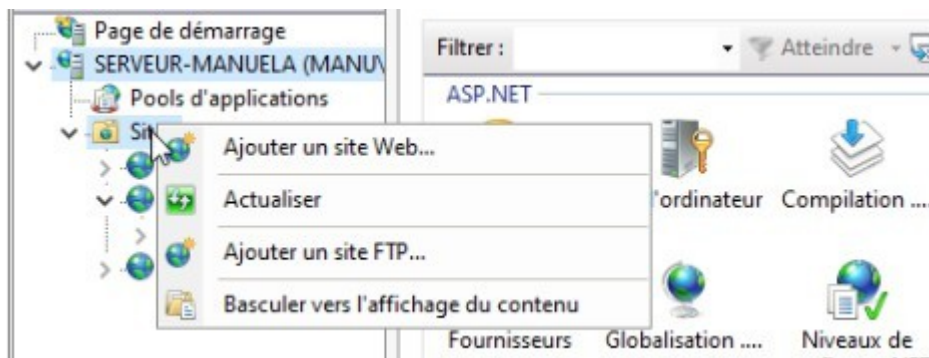 Page de démarrage
SERVEUR-MANUELA (MANU\
Pools d'applications
Ajouter un site Web...
Actualiser
Ajouter un site FTP...
Basculer vers l'affichage du contenu
Filtrer :
Atteindre
ASP.NET
'ordinateur
Compilation ....
Fournisseurs
Globalisation ....
Niveaux de